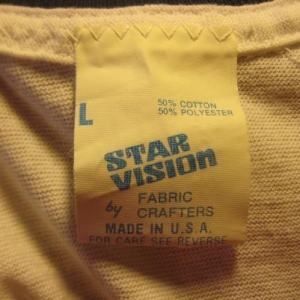 L
50% COTTON
50% POLYESTER
STAR
VISION
by FABRIC
CRAFTERS
MADE IN U.S.A.
FOR CARE SEE REVERSE